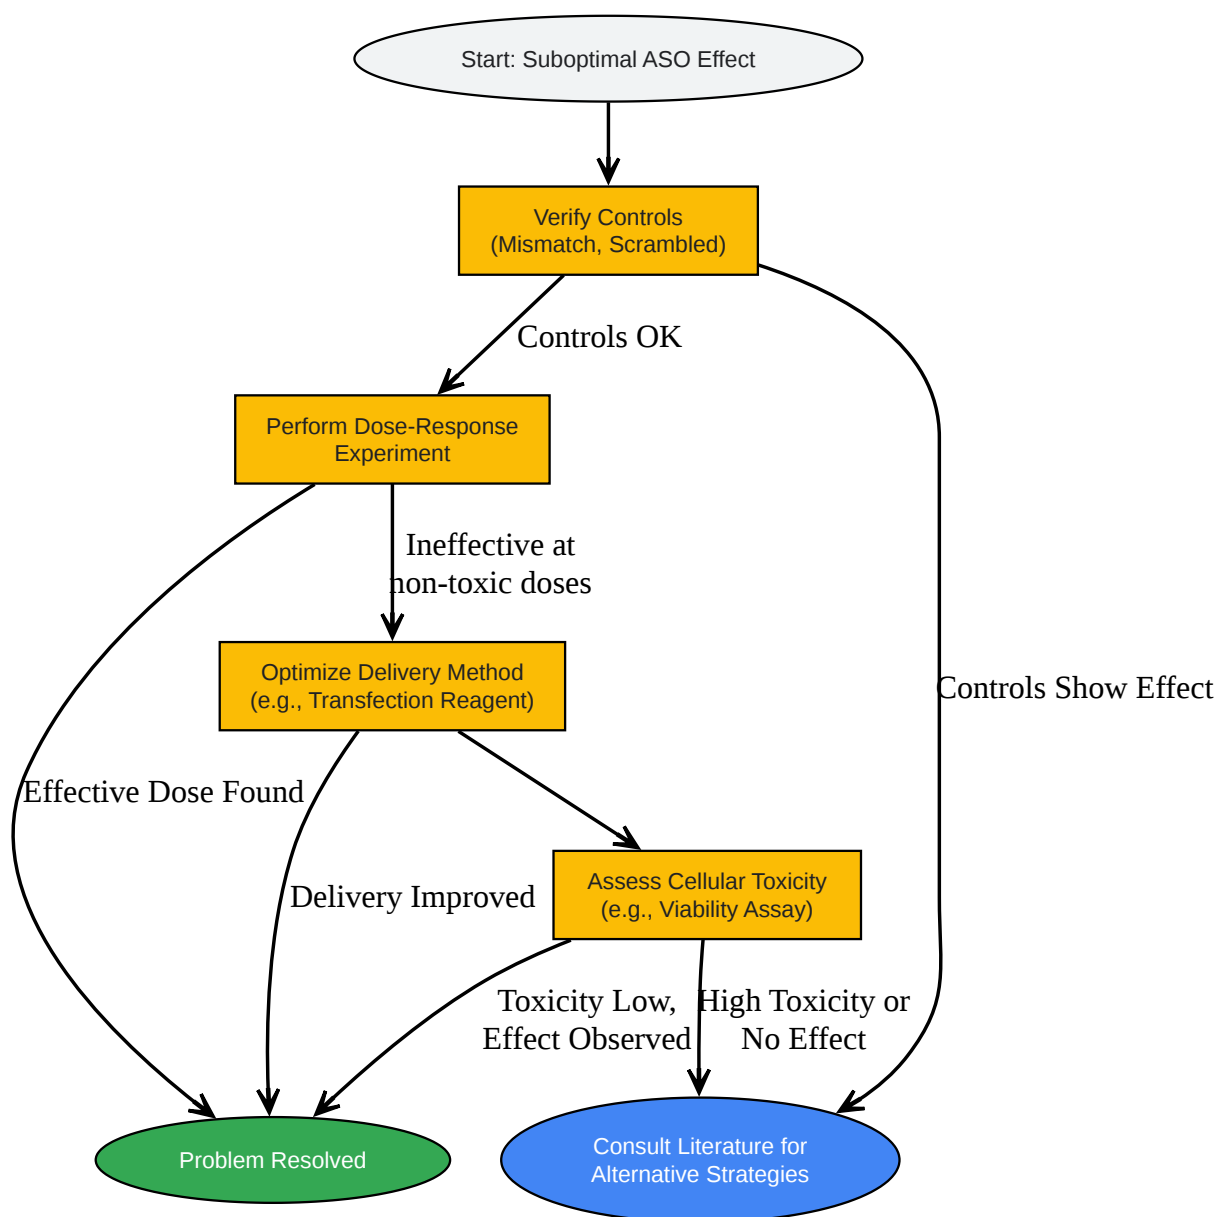 Start: Suboptimal ASO Effect
Verify Controls
(Mismatch, Scrambled)
Controls OK
Perform Dose-Response
Experiment
Ineffective at
non-toxic doses
Optimize Delivery Method
(e.g., Transfection Reagent)
Controls Show Effect
Effective Dose Found
Delivery Improved
Assess Cellular Toxicity
(e.g., Viability Assay)
Toxicity Low,
Effect Observed
High Toxicity or
No Effect
Problem Resolved
Consult Literature for
Alternative Strategies